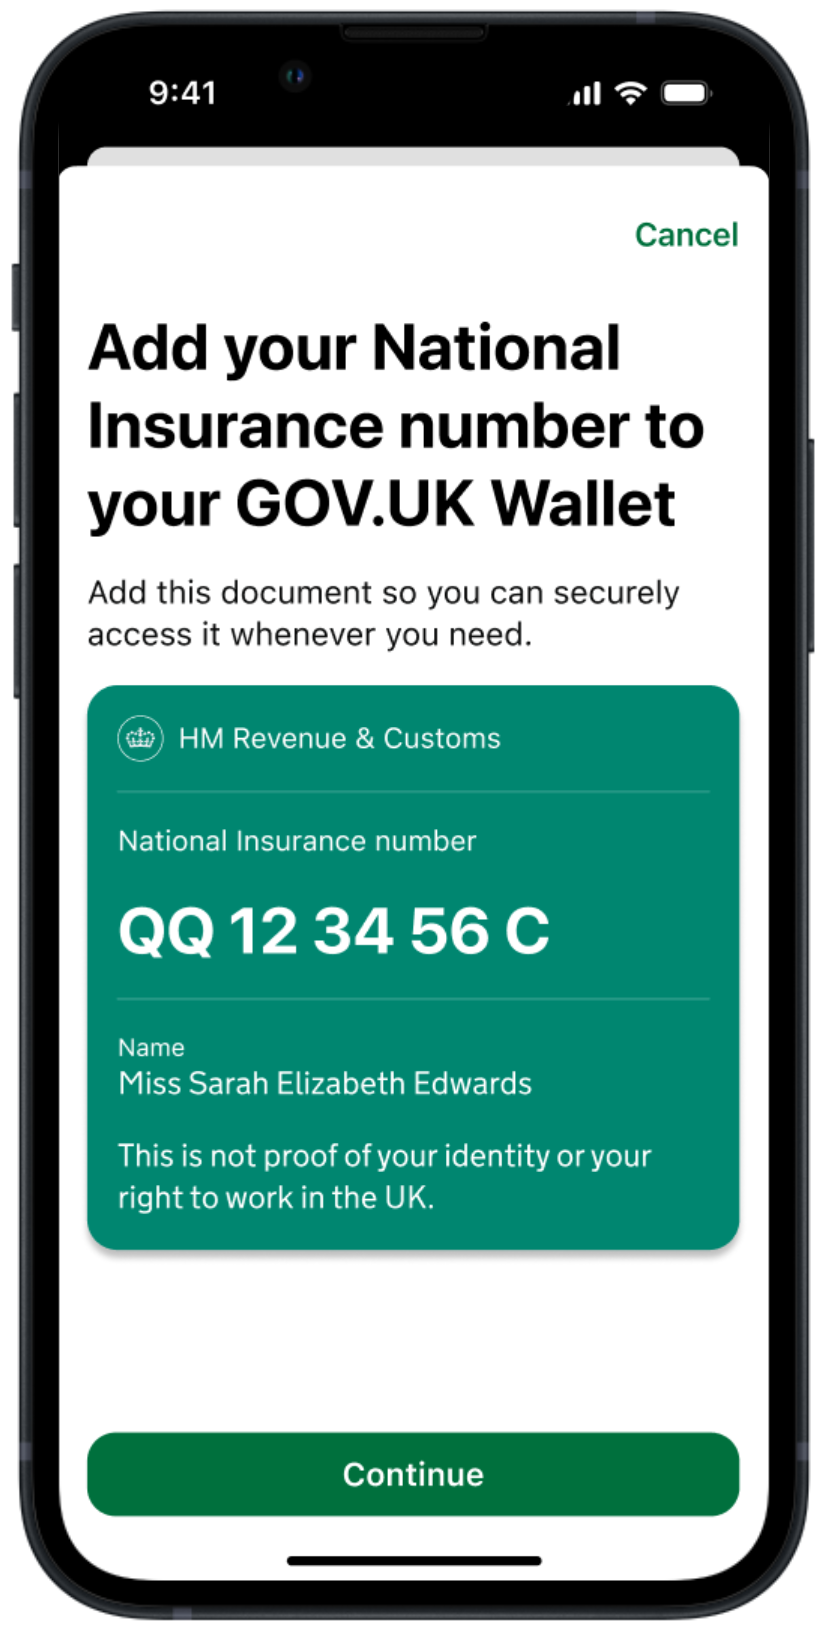 9:41
Cancel
Add your National
Insurance number to
your GOV.UK Wallet
Add this document so you can securely
access it whenever you need.
HM Revenue & Customs
National Insurance number
QQ 12 34 56 C
Name
Miss Sarah Elizabeth Edwards
This is not proof of your identity or your
right to work in the UK.
Continue